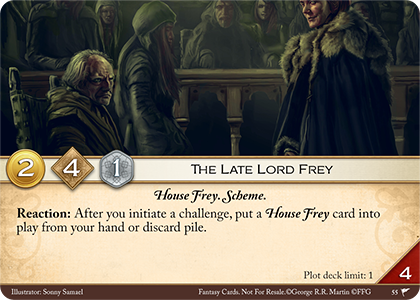 2 4 1 The Late Lord Frey
House Frey. Scheme.
Reaction: After you initiate a challenge, put a House Frey card into
play from your hand or discard pile.
Plot deck limit: 1
4
Illustrator: Sonny Samael Fantasy Cards. Not For Resale. ©George R.R. Martin ©FFG 55